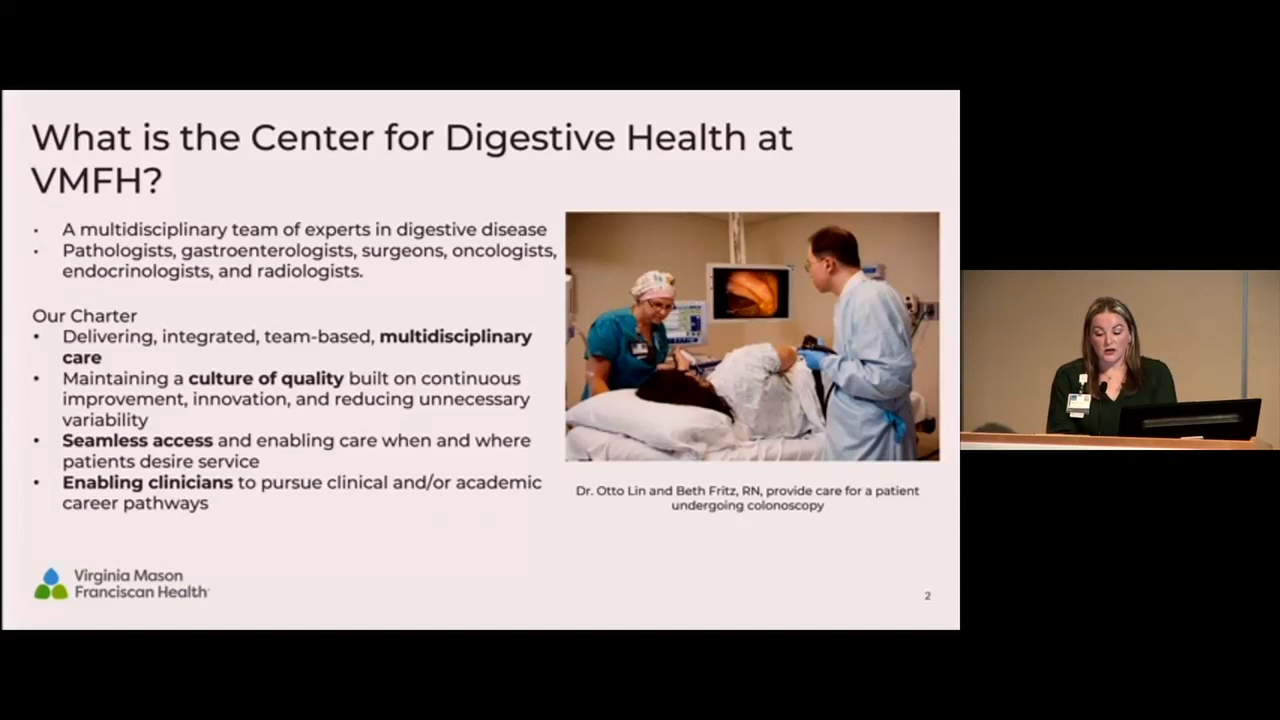 What is the Center for Digestive Health at
VMFH?
• A multidisciplinary team of experts in digestive disease
• Pathologists, gastroenterologists, surgeons, oncologists,
endocrinologists, and radiologists.
Our Charter
• Delivering, integrated, team-based, multidisciplinary
care
• Maintaining a culture of quality built on continuous
improvement, innovation, and reducing unnecessary
variability
• Seamless access and enabling care when and where
patients desire service
• Enabling clinicians to pursue clinical and/or academic
career pathways
Dr. Otto Lin and Beth Fritz, RN, provide care for a patient
undergoing colonoscopy
Virginia Mason
Franciscan Health
2